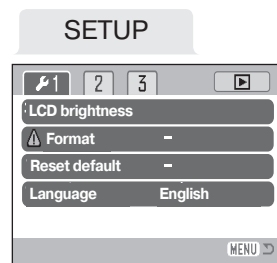 SETUP
1 2 3
LCD brightness
Format –
Reset default –
Language English
MENU